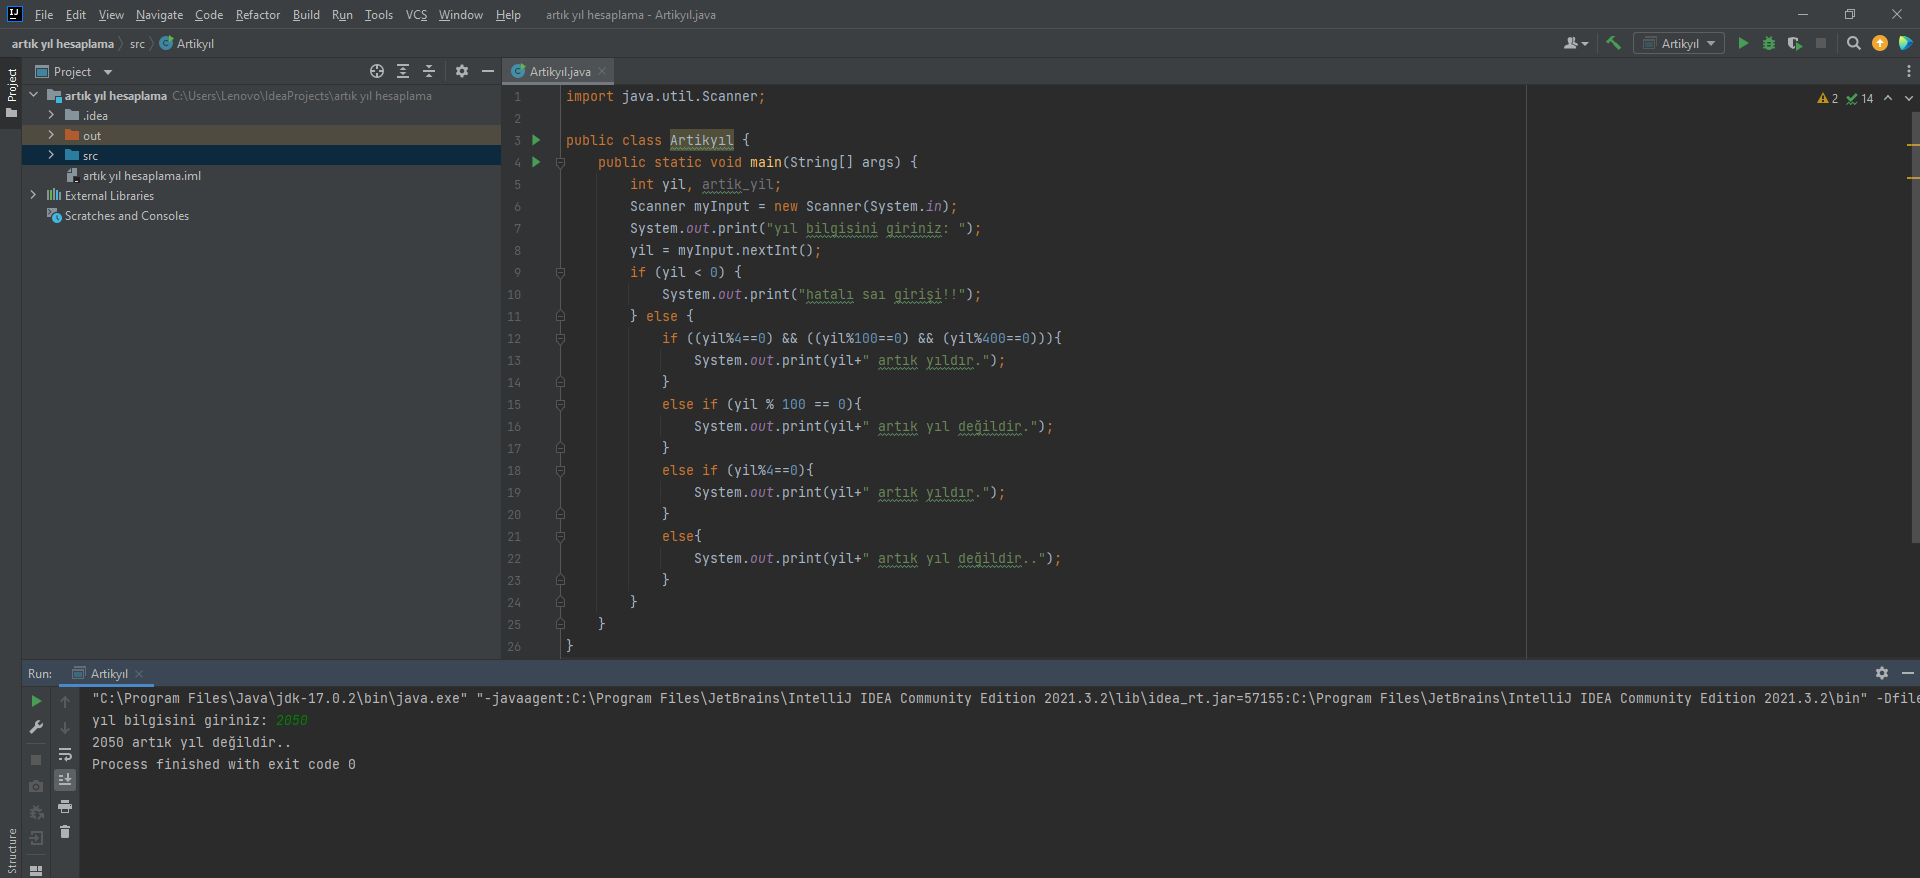 File Edit View Navigate Code Refactor Build Run Tools VCS Window Help artık yıl hesaplama - Artikyıl.java
artık yıl hesaplama src Artikyıl
Artikyıl
Project
Project
artık yıl hesaplama C:\Users\Lenovo\IdeaProjects\artık yıl hesaplama
.idea
out
src
artık yıl hesaplama.iml
External Libraries
Scratches and Consoles
Artikyıl.java
2 14
1 import java.util.Scanner;
2
3 public class Artikyıl {
4 public static void main(String[] args) {
5 int yil, artik_yil;
6 Scanner myInput = new Scanner(System.in);
7 System.out.print("yıl bilgisini giriniz: ");
8 yil = myInput.nextInt();
9 if (yil < 0) {
10 System.out.print("hatalı saı girişi!!");
11 } else {
12 if ((yil%4==0) && ((yil%100==0) && (yil%400==0))){
13 System.out.print(yil+" artık yıldır.");
14 }
15 else if (yil % 100 == 0){
16 System.out.print(yil+" artık yıl değildir.");
17 }
18 else if (yil%4==0){
19 System.out.print(yil+" artık yıldır.");
20 }
21 else{
22 System.out.print(yil+" artık yıl değildir..");
23 }
24 }
25 }
26 }
Run: Artikyıl
"C:\Program Files\Java\jdk-17.0.2\bin\java.exe" "-javaagent:C:\Program Files\JetBrains\IntelliJ IDEA Community Edition 2021.3.2\lib\idea_rt.jar=57155:C:\Program Files\JetBrains\IntelliJ IDEA Community Edition 2021.3.2\bin" -Dfile
yıl bilgisini giriniz: 2050
2050 artık yıl değildir..
Process finished with exit code 0
Structure